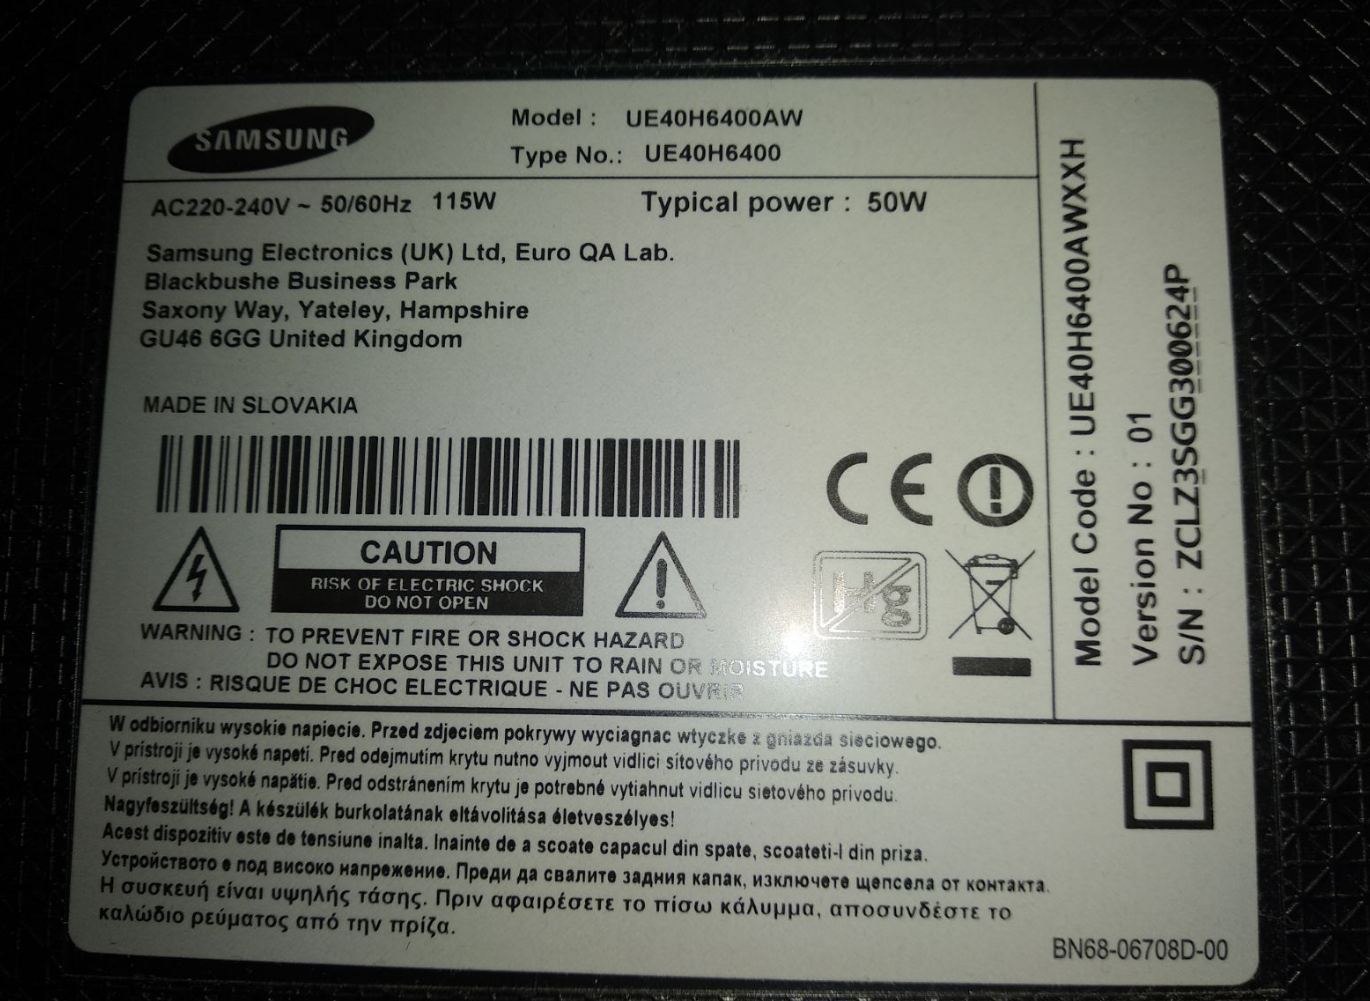 SAMSUNG
Model : UE40H6400AW
Type No.: UE40H6400
AC220-240V ~ 50/60Hz 115W Typical power : 50W
Samsung Electronics (UK) Ltd, Euro QA Lab.
Blackbushe Business Park
Saxony Way, Yateley, Hampshire
GU46 6GG United Kingdom
MADE IN SLOVAKIA
CE
CAUTION
RISK OF ELECTRIC SHOCK
DO NOT OPEN
Hg
WARNING : TO PREVENT FIRE OR SHOCK HAZARD
DO NOT EXPOSE THIS UNIT TO RAIN OR MOISTURE
AVIS : RISQUE DE CHOC ELECTRIQUE - NE PAS OUVRIR
Model Code : UE40H6400AWXXH
Version No : 01
S/N : ZCLZ3SGG300624P
W odbiorniku wysokie napiecie. Przed zdjeciem pokrywy wyciagnac wtyczke z gniazda sieciowego.
V prístroji je vysoké napetí. Pred odejmutím krytu nutno vyjmout vidlici sítového privodu ze zásuvky.
V prístroji je vysoké napätie. Pred odstránením krytu je potrebné vytiahnut vidlicu sietového privodu.
Nagyfeszültség! A készülék burkolatának eltávolitása életveszélyes!
Acest dispozitiv este de tensiune inalta. Inainte de a scoate capacul din spate, scoateti-l din priza.
Устройството е под високо напрежение. Преди да свалите задния капак, изключете щепсела от контакта.
Η συσκευή είναι υψηλής τάσης. Πριν αφαιρέσετε το πίσω κάλυμμα, αποσυνδέστε το
καλώδιο ρεύματος από την πρίζα.
BN68-06708D-00